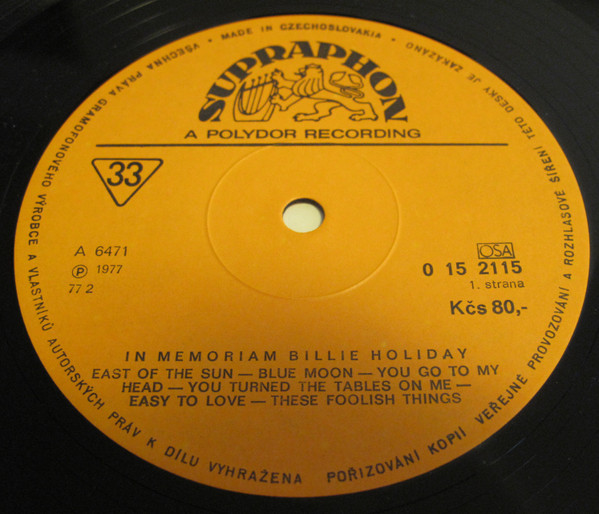 VŠECHNA PRÁVA GRAMOFONOVÉHO VÝROBCE A VLASTNÍKŮ AUTORSKÝCH PRÁV K DÍLU VYHRAŽENA
POŘIZOVÁNÍ KOPIÍ VEŘEJNÉ PROVOZOVÁNÍ A ROZHLASOVÉ ŠÍŘENÍ TÉTO DESKY JE ZAKÁZÁNO
• MADE IN CZECHOSLOVAKIA •
SUPRAPHON
A POLYDOR RECORDING
33
A 6471
Ⓟ 1977
77 2
OSA
0 15 2115
1. strana
Kčs 80,-
IN MEMORIAM BILLIE HOLIDAY
EAST OF THE SUN — BLUE MOON — YOU GO TO MY
HEAD — YOU TURNED THE TABLES ON ME —
EASY TO LOVE — THESE FOOLISH THINGS